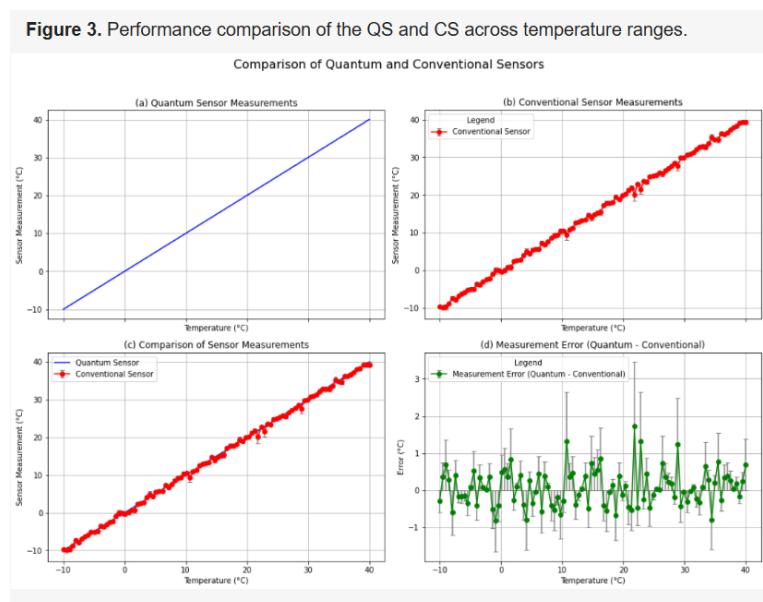 Figure 3. Performance comparison of the QS and CS across temperature ranges.
Comparison of Quantum and Conventional Sensors
(a) Quantum Sensor Measurements
40
30
20
10
0
−10
Sensor Measurement (°C)
Temperature (°C)
(b) Conventional Sensor Measurements
Legend
Conventional Sensor
40
30
20
10
0
−10
Sensor Measurement (°C)
Temperature (°C)
(c) Comparison of Sensor Measurements
Quantum Sensor
Conventional Sensor
40
30
20
10
0
−10
Sensor Measurement (°C)
−10 0 10 20 30 40
Temperature (°C)
(d) Measurement Error (Quantum - Conventional)
Legend
Measurement Error (Quantum - Conventional)
3
2
1
0
−1
Error (°C)
−10 0 10 20 30 40
Temperature (°C)